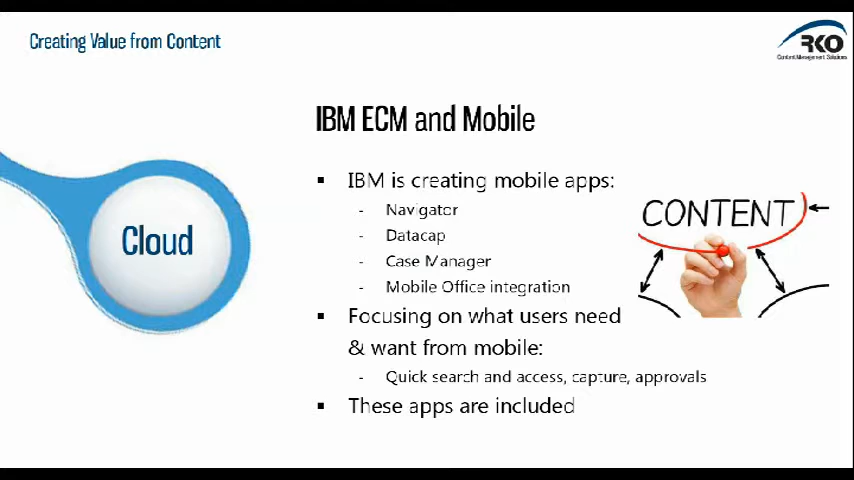 Creating Value from Content
RKO
Content Management Solutions
IBM ECM and Mobile
▪ IBM is creating mobile apps:
- Navigator
- Datacap
- Case Manager
- Mobile Office integration
▪ Focusing on what users need
& want from mobile:
- Quick search and access, capture, approvals
▪ These apps are included
Cloud
CONTENT